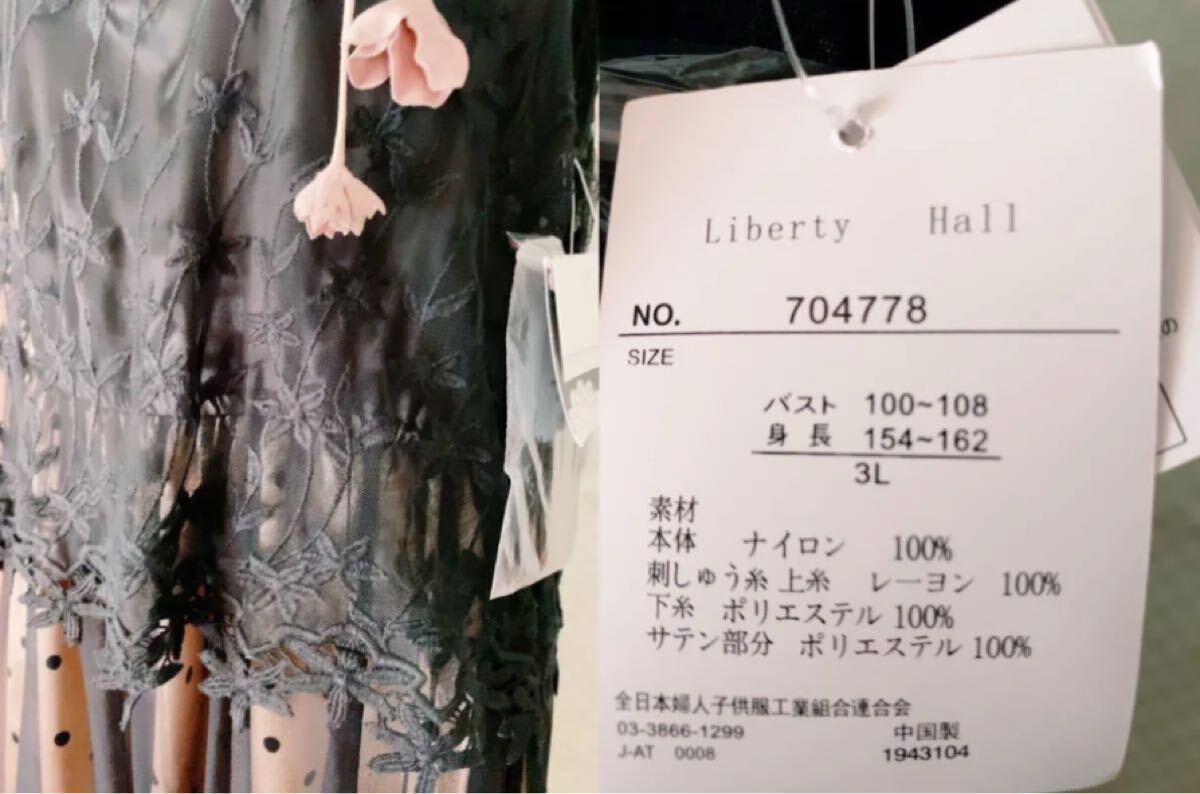 Liberty Hall
NO. 704778
SIZE
バスト 100~108
身長 154~162
3L
素材
本体 ナイロン 100%
刺しゅう糸 上糸 レーヨン 100%
下糸 ポリエステル 100%
サテン部分 ポリエステル 100%
全日本婦人子供服工業組合連合会
03-3866-1299 中国製
J-AT 0008 1943104
の